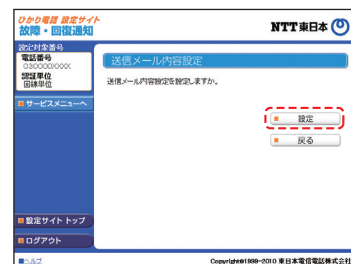 ひかり電話 設定サイト
故障・回復通知
NTT東日本
設定対象番号
電話番号
030000XXXX
認証単位
回線単位
サービスメニューへ
送信メール内容設定
送信メール内容設定を設定しますか。
設定
戻る
設定サイトトップ
ログアウト
ヘルプ
Copyright©1999-2010 東日本電信電話株式会社